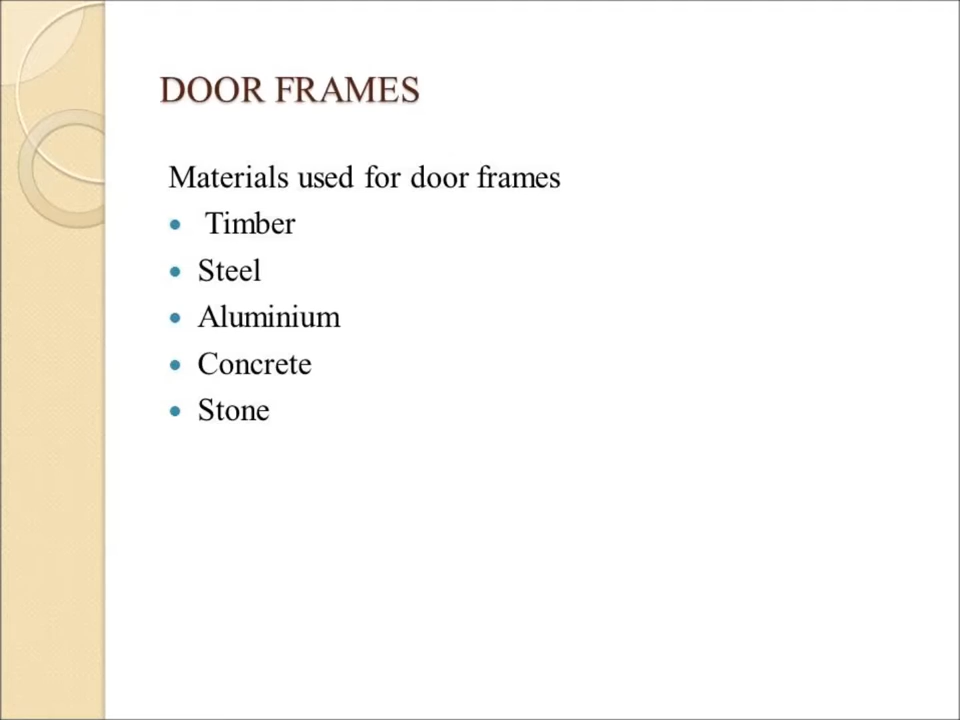 DOOR FRAMES
Materials used for door frames
• Timber
• Steel
• Aluminium
• Concrete
• Stone